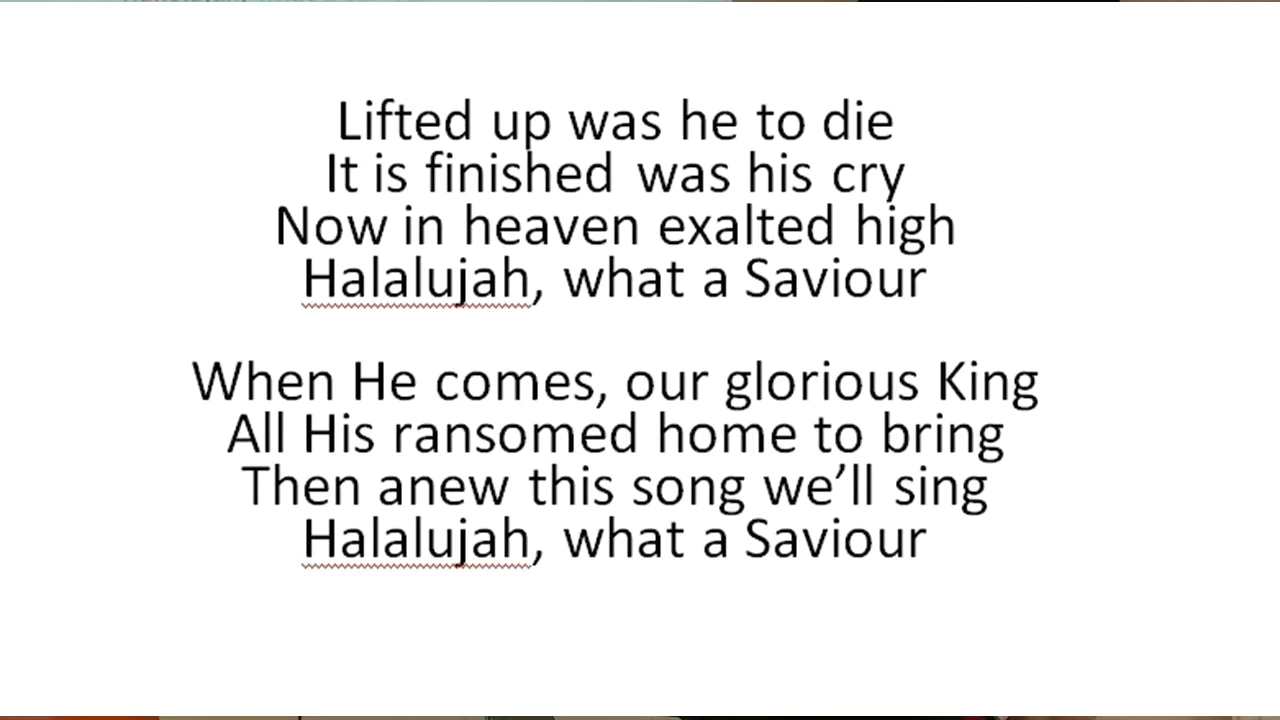 Lifted up was he to die
It is finished was his cry
Now in heaven exalted high
Halalujah, what a Saviour
When He comes, our glorious King
All His ransomed home to bring
Then anew this song we’ll sing
Halalujah, what a Saviour